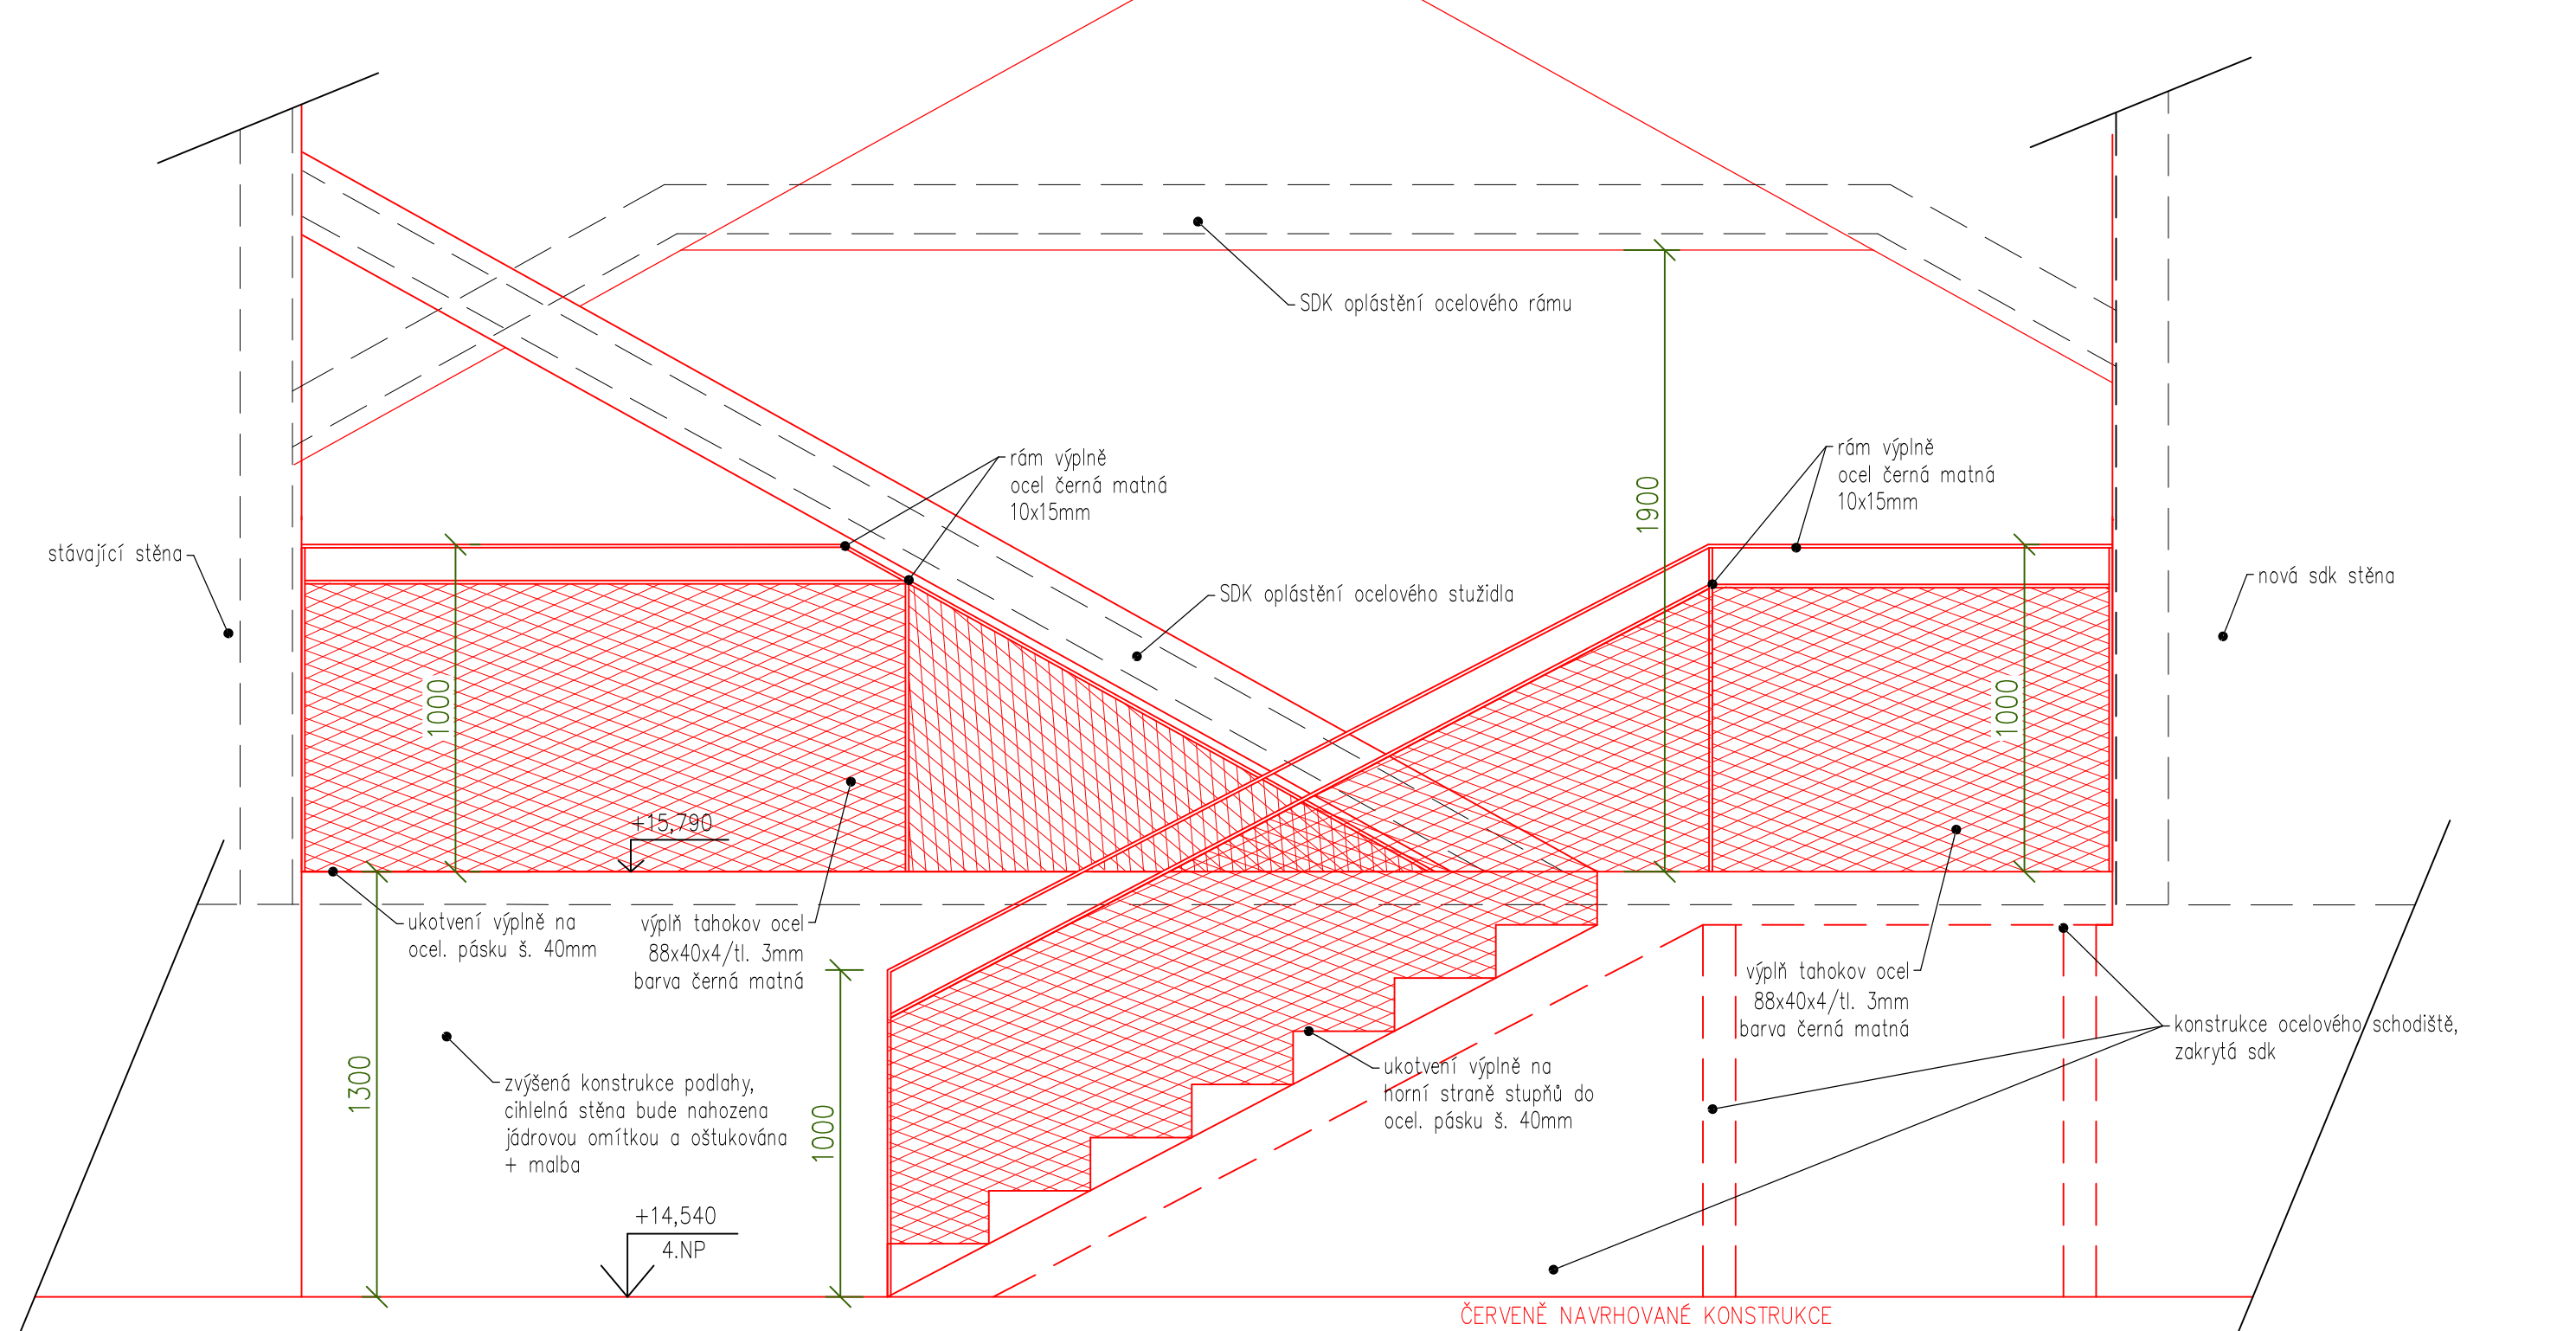 SDK oplástění ocelového rámu
rám výplně
ocel černá matná
10x15mm
rám výplně
ocel černá matná
10x15mm
1900
stávající stěna
SDK oplástění ocelového stužidla
nová sdk stěna
1000
1000
+15,790
ukotvení výplně na
ocel. pásku š. 40mm
výplň tahokov ocel
88x40x4/tl. 3mm
barva černá matná
výplň tahokov ocel
88x40x4/tl. 3mm
barva černá matná
konstrukce ocelového schodiště,
zakrytá sdk
1300
zvýšená konstrukce podlahy,
cihlelná stěna bude nahozena
jádrovou omítkou a oštukována
+ malba
1000
ukotvení výplně na
horní straně stupňů do
ocel. pásku š. 40mm
+14,540
4.NP
ČERVENĚ NAVRHOVANÉ KONSTRUKCE